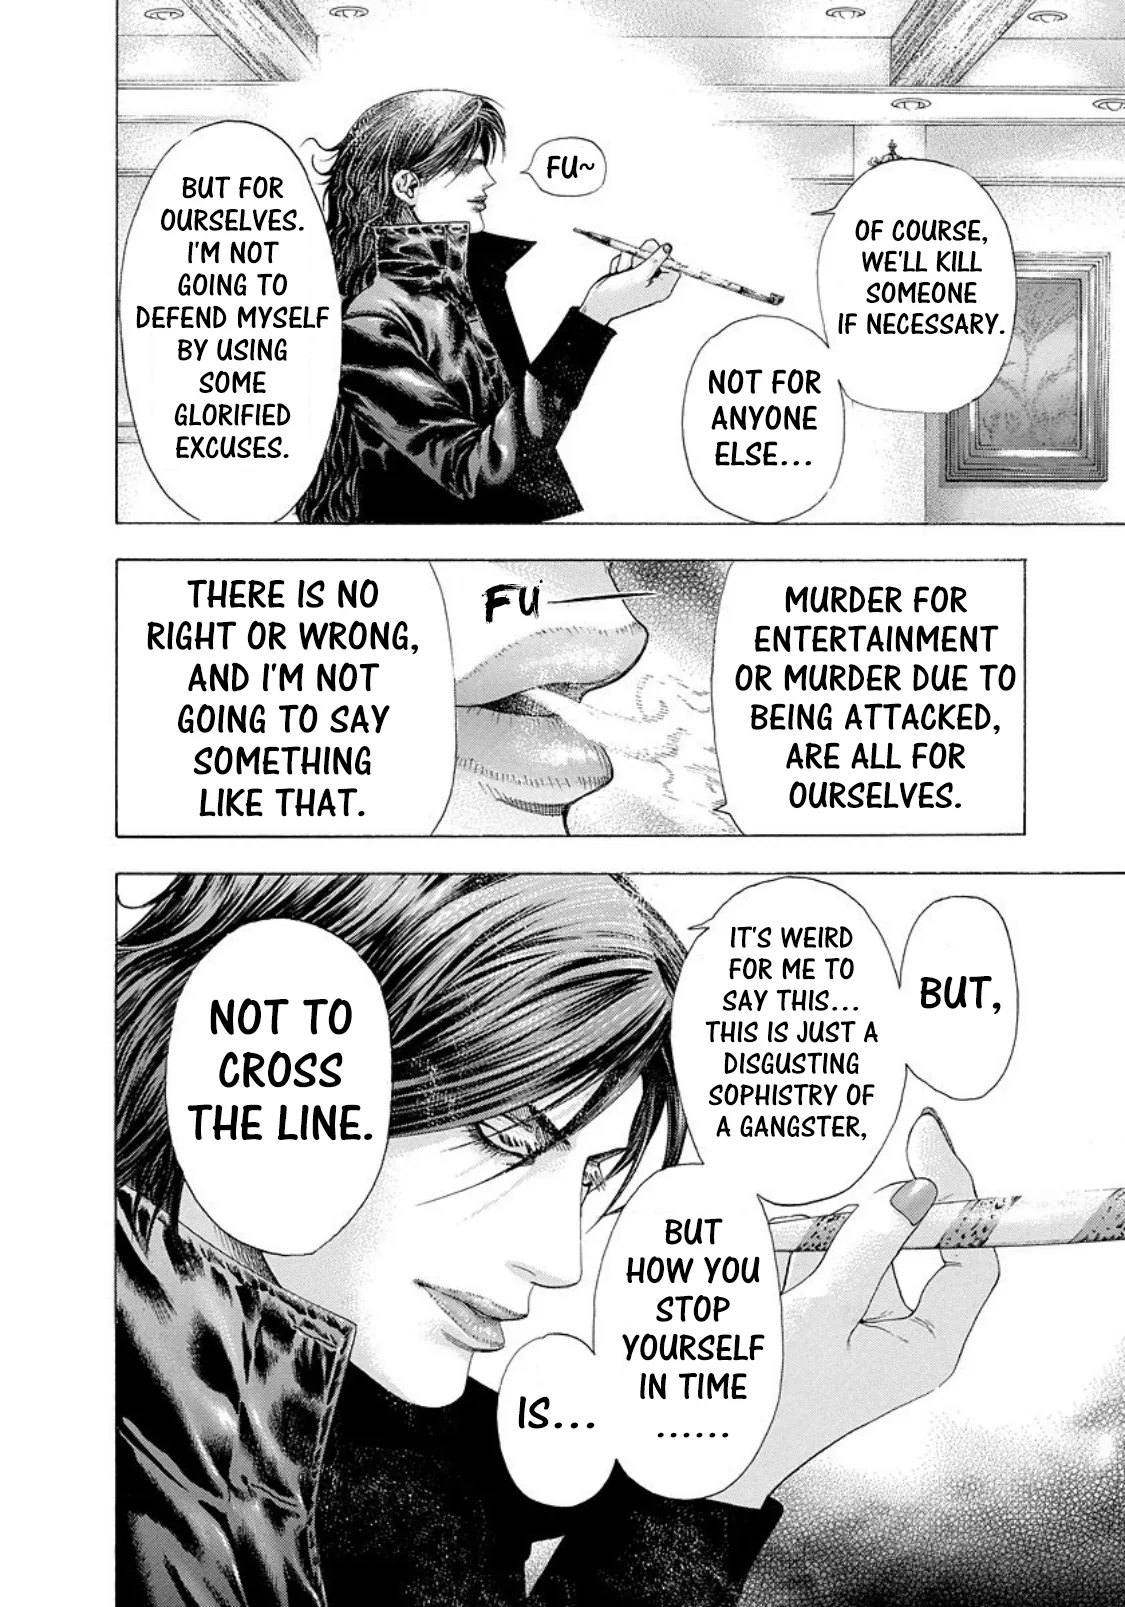 OF COURSE,
WE'LL KILL
SOMEONE
IF NECESSARY.
NOT FOR
ANYONE
ELSE...
FU~
BUT FOR
OURSELVES.
I'M NOT
GOING TO
DEFEND MYSELF
BY USING
SOME
GLORIFIED
EXCUSES.
MURDER FOR
ENTERTAINMENT
OR MURDER DUE TO
BEING ATTACKED,
ARE ALL FOR
OURSELVES.
FU
THERE IS NO
RIGHT OR WRONG,
AND I'M NOT
GOING TO SAY
SOMETHING
LIKE THAT.
BUT,
IT'S WEIRD
FOR ME TO
SAY THIS...
THIS IS JUST A
DISGUSTING
SOPHISTRY OF
A GANGSTER,
BUT
HOW YOU
STOP
YOURSELF
IN TIME
......
IS...
NOT TO
CROSS
THE LINE.